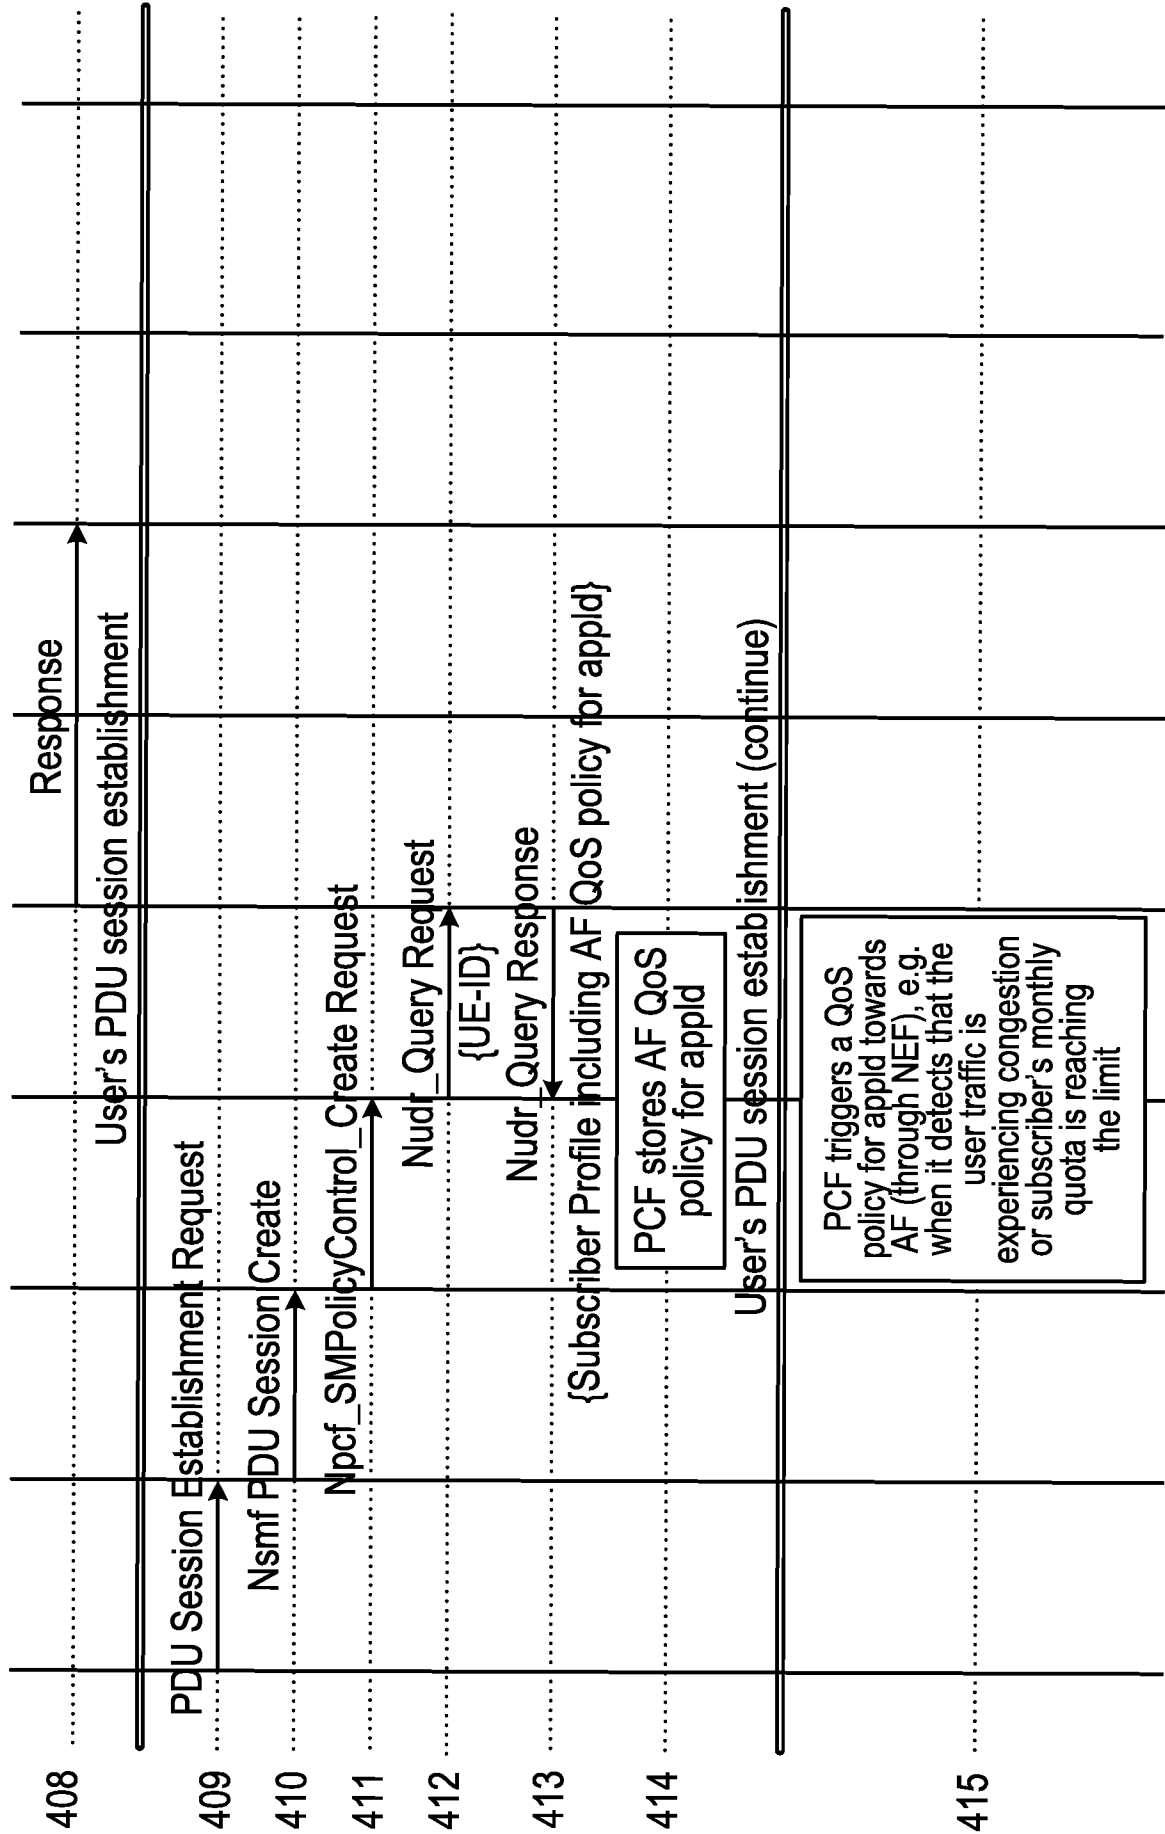 408
Response
User's PDU session establishment
409
PDU Session Establishment Request
410
Nsmf PDU Session Create
411
Npcf_SMPolicyControl_Create Request
412
Nudr_Query Request
{UE-ID}
413
Nudr_Query Response
{Subscriber Profile including AF QoS policy for appId}
414
PCF stores AF QoS
policy for appId
User's PDU session establishment (continue)
415
PCF triggers a QoS
policy for appId towards
AF (through NEF), e.g.
when it detects that the
user traffic is
experiencing congestion
or subscriber's monthly
quota is reaching
the limit